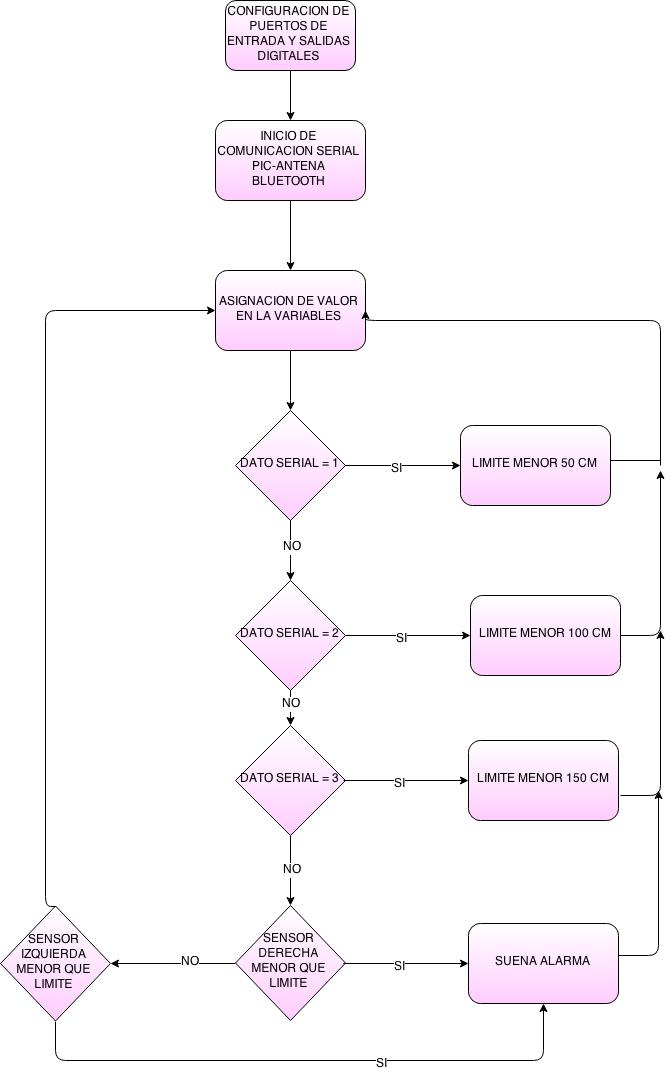 CONFIGURACION DE
PUERTOS DE
ENTRADA Y SALIDAS
DIGITALES
INICIO DE
COMUNICACION SERIAL
PIC-ANTENA
BLUETOOTH
ASIGNACION DE VALOR
EN LA VARIABLES
DATO SERIAL = 1
SI
LIMITE MENOR 50 CM
NO
DATO SERIAL = 2
SI
LIMITE MENOR 100 CM
NO
DATO SERIAL = 3
SI
LIMITE MENOR 150 CM
NO
SENSOR
IZQUIERDA
MENOR QUE
LIMITE
NO
SENSOR
DERECHA
MENOR QUE
LIMITE
SI
SUENA ALARMA
SI